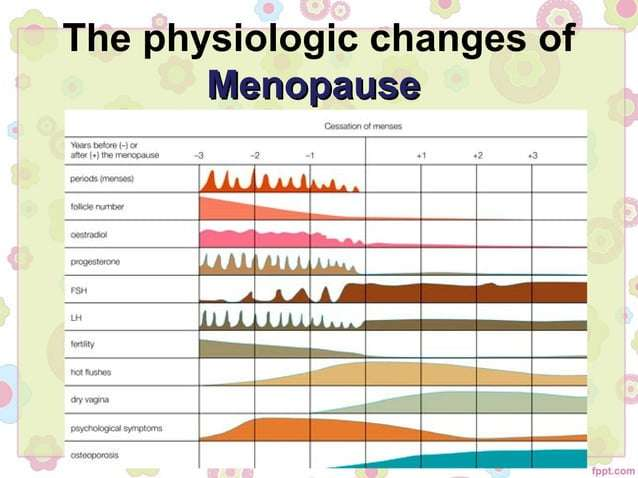 The physiologic changes of
Menopause
Cessation of menses
Years before (–) or
after (+) the menopause
–3 –2 –1 +1 +2 +3
periods (menses)
follicle number
oestradiol
progesterone
FSH
LH
fertility
hot flushes
dry vagina
psychological symptoms
osteoporosis
fppt.com